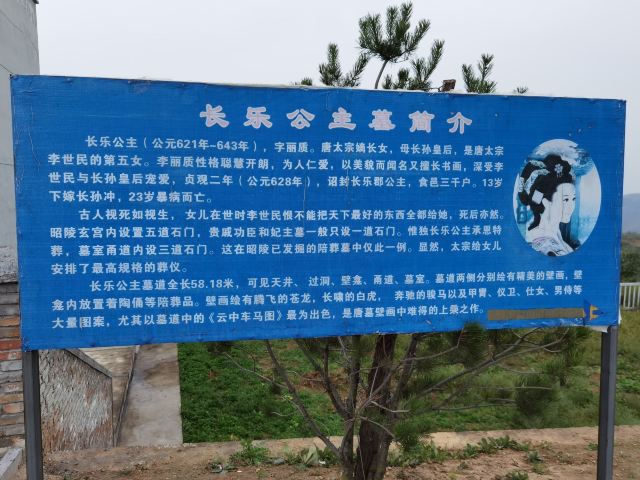 长乐公主墓简介
长乐公主（公元621年-643年），字丽质。唐太宗嫡长女，母长孙皇后，是唐太宗
李世民的第五女。李丽质性格聪慧开朗，为人仁爱，以美貌而闻名又擅长书画，深受李
世民与长孙皇后宠爱，贞观二年（公元628年），诏封长乐郡公主，食邑三千户。13岁
下嫁长孙冲，23岁暴病而亡。
古人视死如视生，女儿在世时李世民恨不能把天下最好的东西全都给她，死后亦然。
昭陵玄宫内设置五道石门，贵戚功臣和妃主墓一般只设一道石门。惟独长乐公主承恩特
葬，墓室甬道内设三道石门。这在昭陵已发掘的陪葬墓中仅此一例。显然，太宗给女儿
安排了最高规格的葬仪。
长乐公主墓道全长58.18米，可见天井、过洞、壁龛、甬道、墓室。墓道两侧分别绘有精美的壁画，壁
龛内放置着陶俑等陪葬品。壁画绘有腾飞的苍龙，长啸的白虎， 奔驰的骏马以及甲胄、仪卫、仕女、男侍等
大量图案，尤其以墓道中的《云中车马图》最为出色，是唐墓壁画中难得的上乘之作。